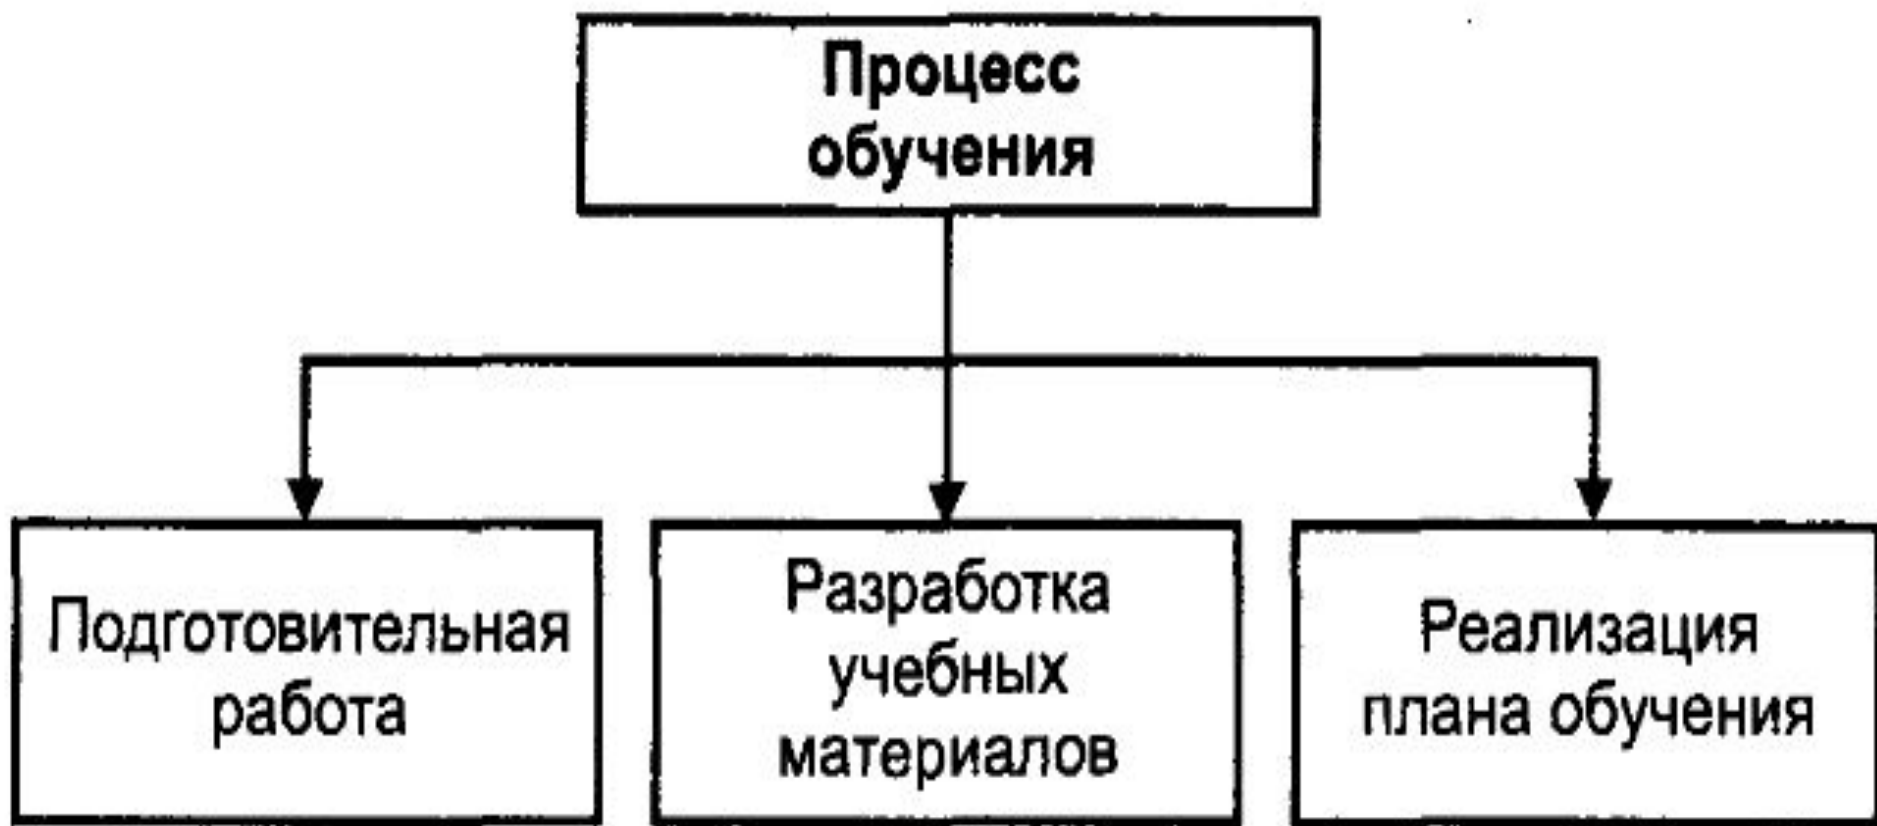 Процесс
обучения
Подготовительная
работа
Разработка
учебных
материалов
Реализация
плана обучения